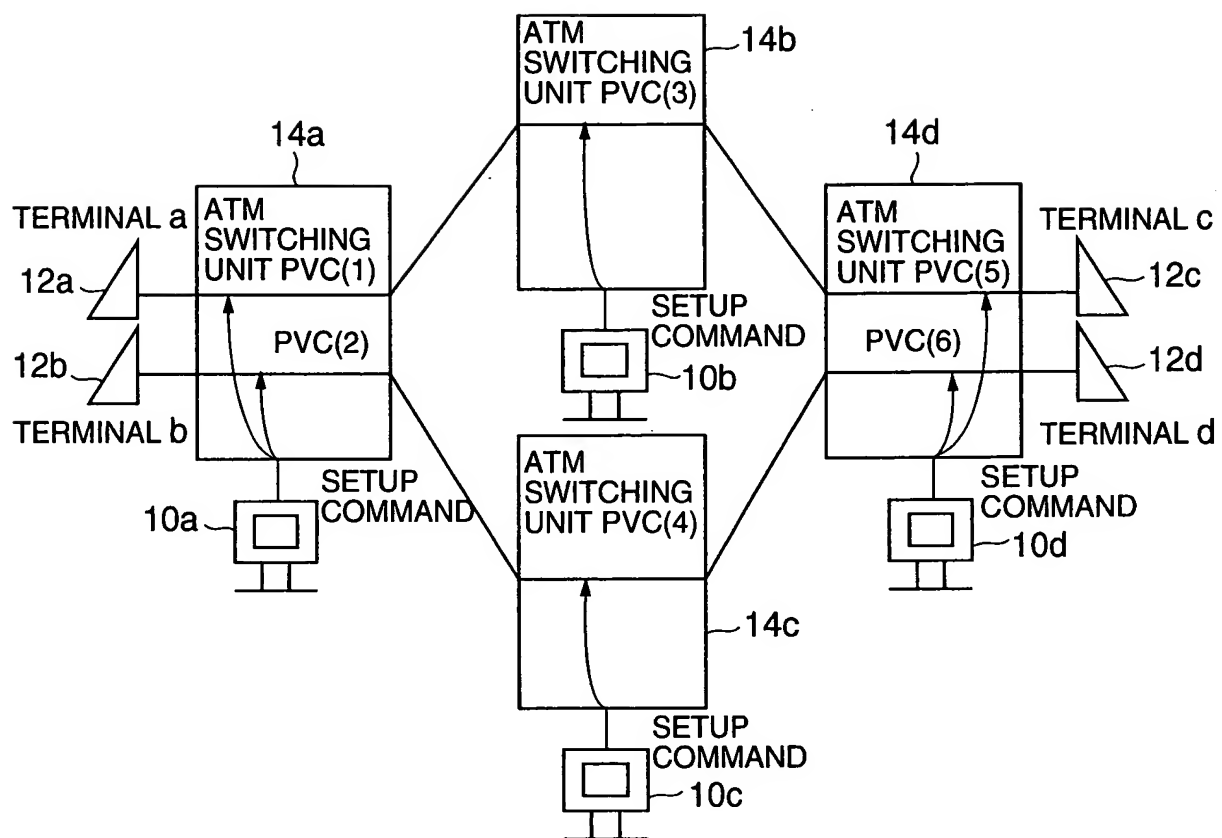 ATM
SWITCHING
UNIT PVC(3)
14b
14a
14d
TERMINAL a
12a
12b
TERMINAL b
ATM
SWITCHING
UNIT PVC(1)
PVC(2)
ATM
SWITCHING
UNIT PVC(5)
PVC(6)
TERMINAL c
12c
12d
TERMINAL d
SETUP
COMMAND
10b
SETUP
COMMAND
10a
ATM
SWITCHING
UNIT PVC(4)
14c
SETUP
COMMAND
10d
SETUP
COMMAND
10c